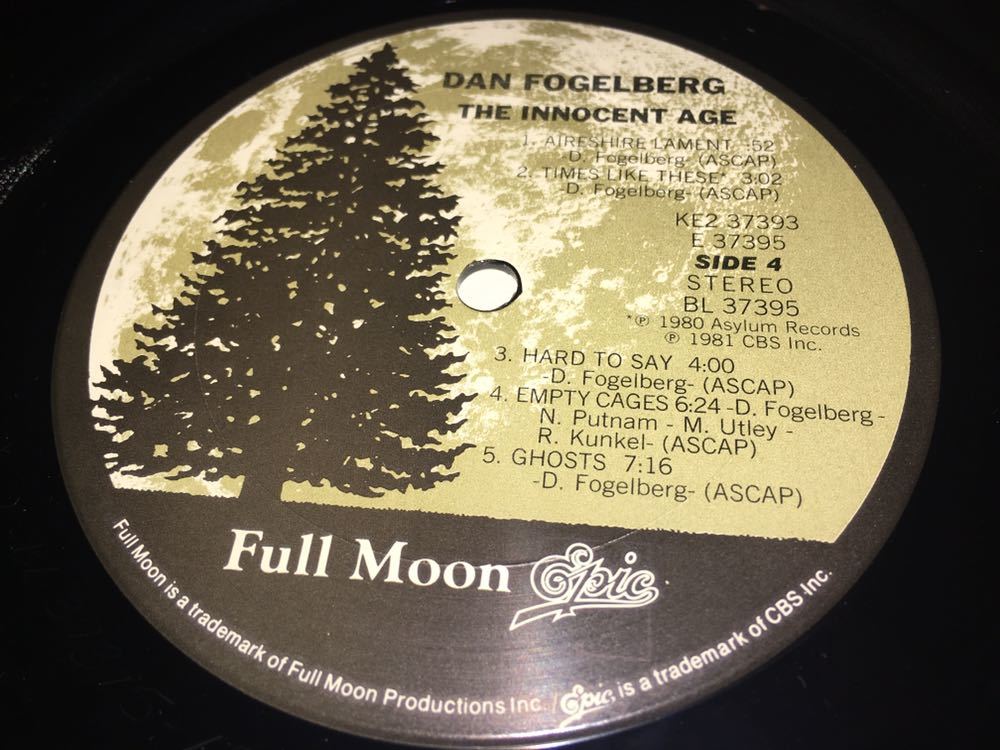 DAN FOGELBERG
THE INNOCENT AGE
1. AIRESHIRE LAMENT :52
D. Fogelberg- (ASCAP)
2. TIMES LIKE THESE* 3:02
D. Fogelberg- (ASCAP)
KE2 37393
E 37395
SIDE 4
STEREO
BL 37395
*℗ 1980 Asylum Records
℗ 1981 CBS Inc.
3. HARD TO SAY 4:00
-D. Fogelberg- (ASCAP)
4. EMPTY CAGES 6:24 -D. Fogelberg -
N. Putnam - M. Utley -
R. Kunkel- (ASCAP)
5. GHOSTS 7:16
-D. Fogelberg- (ASCAP)
Full Moon Epic
Full Moon is a trademark of Full Moon Productions Inc. / Epic, is a trademark of CBS Inc.